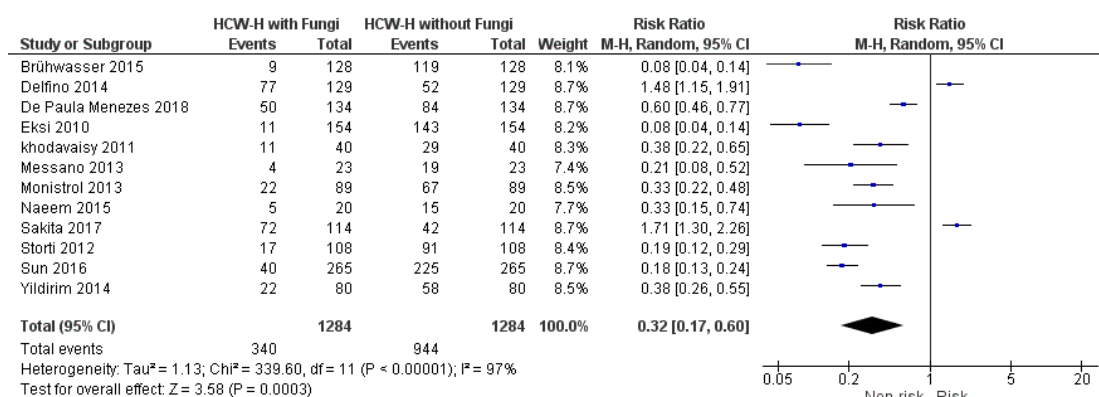 HCW-H with Fungi HCW-H without Fungi Risk Ratio Risk Ratio
Study or Subgroup Events Total Events Total Weight M-H, Random, 95% CI M-H, Random, 95% CI
Brühwasser 2015 9 128 119 128 8.1% 0.08 [0.04, 0.14]
Delfino 2014 77 129 52 129 8.7% 1.48 [1.15, 1.91]
De Paula Menezes 2018 50 134 84 134 8.7% 0.60 [0.46, 0.77]
Eksi 2010 11 154 143 154 8.2% 0.08 [0.04, 0.14]
khodavaisy 2011 11 40 29 40 8.2% 0.38 [0.22, 0.65]
Messano 2013 4 23 19 23 7.4% 0.21 [0.08, 0.52]
Monistrol 2013 22 89 67 89 8.5% 0.33 [0.22, 0.48]
Naeem 2015 5 20 15 20 7.7% 0.33 [0.15, 0.74]
Sakita 2017 72 114 42 114 8.7% 1.71 [1.30, 2.26]
Storti 2012 17 108 91 108 8.4% 0.19 [0.12, 0.29]
Sun 2016 40 265 225 265 8.7% 0.18 [0.13, 0.24]
Yildirim 2014 22 80 58 80 8.5% 0.38 [0.26, 0.55]
Total (95% CI) 1284 1284 100.0% 0.32 [0.17, 0.60]
Total events 340 944
Heterogeneity: Tau² = 1.13; Chi² = 339.60, df = 11 (P < 0.00001); I² = 97%
Test for overall effect: Z = 3.58 (P = 0.0003)
0.05 0.2 1 5 20
Non-risk Risk